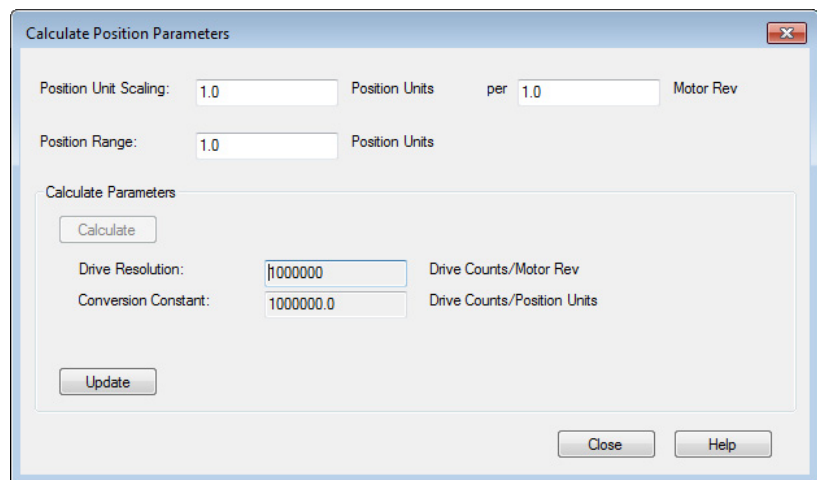 Calculate Position Parameters
Position Unit Scaling: 1.0 Position Units per 1.0 Motor Rev
Position Range: 1.0 Position Units
Calculate Parameters
Calculate
Drive Resolution: 1000000 Drive Counts/Motor Rev
Conversion Constant: 1000000.0 Drive Counts/Position Units
Update
Close Help